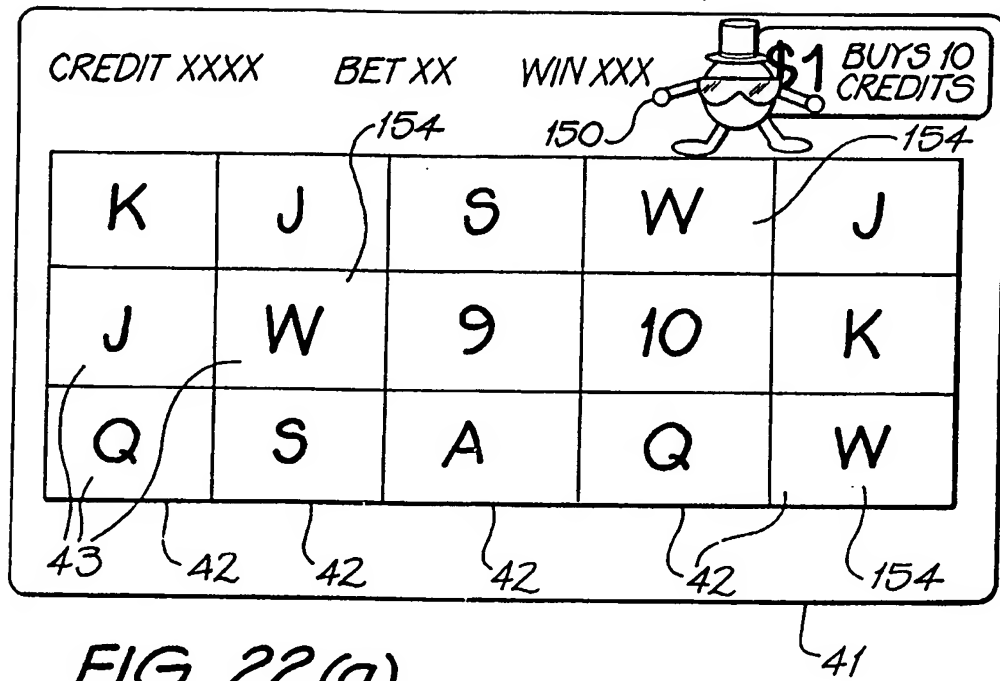 CREDIT XXXX BET XX WIN XXX $1 BUYS 10
CREDITS
154 150 154
K J S W J
J W 9 10 K
Q S A Q W
43 42 42 42 42 154
41
FIG. 22(a)